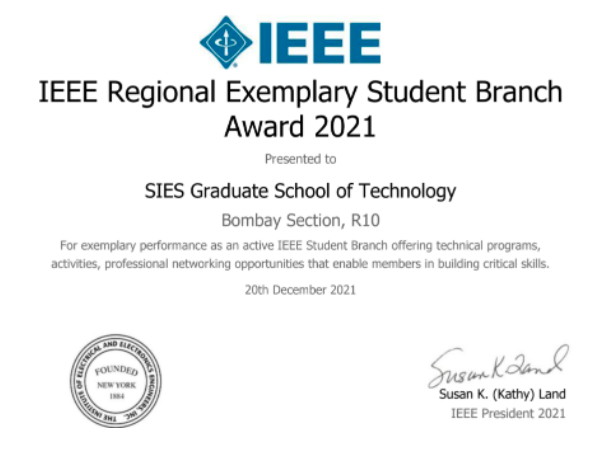 IEEE
IEEE Regional Exemplary Student Branch
Award 2021
Presented to
SIES Graduate School of Technology
Bombay Section, R10
For exemplary performance as an active IEEE Student Branch offering technical programs,
activities, professional networking opportunities that enable members in building critical skills.
20th December 2021
THE INSTITUTE OF ELECTRICAL AND ELECTRONICS ENGINEERS, INC.
FOUNDED
NEW YORK
1884
Susan K Land
Susan K. (Kathy) Land
IEEE President 2021